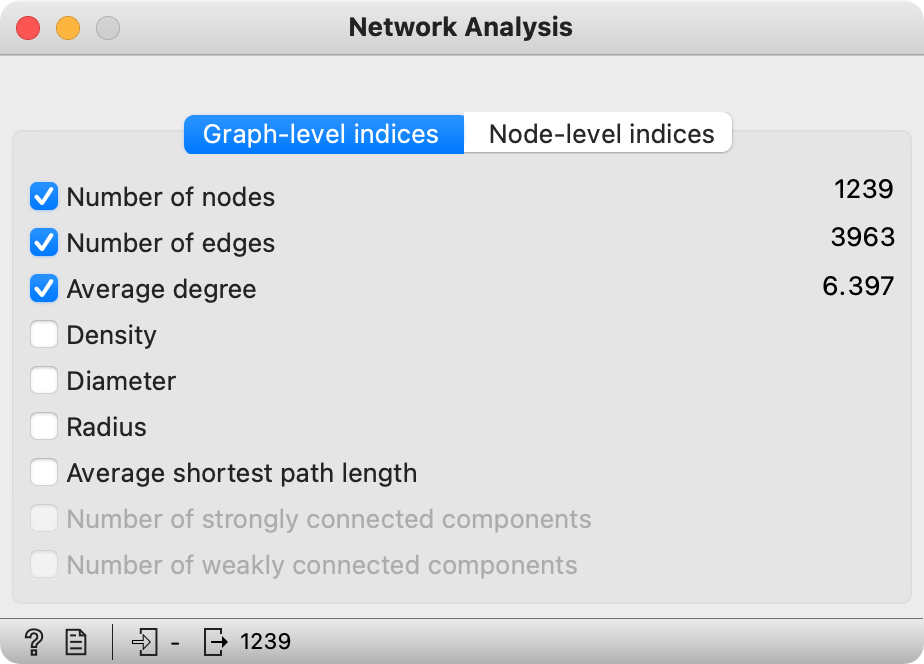 Network Analysis
Graph-level indices Node-level indices
Number of nodes 1239
Number of edges 3963
Average degree 6.397
Density
Diameter
Radius
Average shortest path length
Number of strongly connected components
Number of weakly connected components
? - 1239